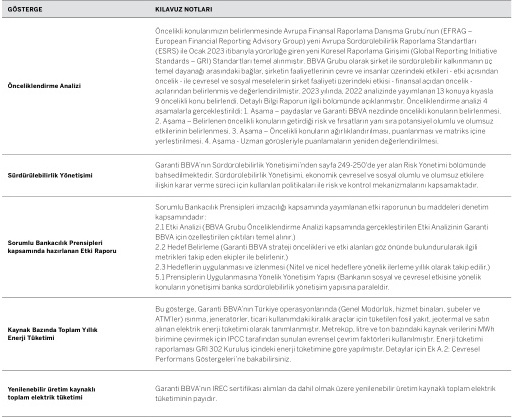 GÖSTERGE
KILAVUZ NOTLARI
Önceliklendirme Analizi
Öncelikli konularımızın belirlenmesinde Avrupa Finansal Raporlama Danışma Grubu'nun (EFRAG –
European Financial Reporting Advisory Group) yeni Avrupa Sürdürülebilirlik Raporlama Standartları
(ESRS) ile Ocak 2023 itibarıyla yürürlüğe giren yeni Küresel Raporlama Girişimi (Global Reporting Initiative
Standards – GRI) Standartları temel alınmıştır. BBVA Grubu olarak şirket ile sürdürülebilir kalkınmanın üç
temel dayanağı arasındaki bağlar, şirketin faaliyetlerinin çevre ve insanlar üzerindeki etkileri - etki açısından
öncelik - ile çevresel ve sosyal meselelerin şirket faaliyeti üzerindeki etkisi - finansal açıdan öncelik -
açılarından belirlenmiş ve değerlendirilmiştir. 2023 yılında, 2022 analizinde yayımlanan 13 konuya kıyasla
9 öncelikli konu belirlendi. Detaylı Bilgi Raporun ilgili bölümünde açıklanmıştır. Önceliklendirme analizi 4
aşamalarla gerçekleştirildi: 1. Aşama – paydaşlar ve Garanti BBVA nezdinde öncelikli konuların belirlenmesi.
2. Aşama – Belirlenen öncelikli konuların getirdiği risk ve fırsatların yanı sıra potansiyel olumlu ve olumsuz
etkilerinin belirlenmesi. 3. Aşama – Öncelikli Konuların ağırlıklandırılması, puanlanması ve matriks içine
yerleştirilmesi. 4. Aşama - Uzman görüşleriyle puanlamaların yeniden değerlendirilmesi.
Sürdürülebilirlik Yönetişimi
Garanti BBVA'nın Sürdürülebilirlik Yönetişimi'nden sayfa 249-250'de yer alan Risk Yönetimi bölümünde
bahsedilmektedir. Sürdürülebilirlik Yönetişimi, ekonomik çevresel ve sosyal olumlu ve olumsuz etkilere
ilişkin karar verme süreci için kullanılan politikaları ile risk ve kontrol mekanizmalarını kapsamaktadır.
Sorumlu Bankacılık Prensipleri
kapsamında hazırlanan Etki Raporu
Sorumlu Bankacılık Prensipleri imzacılığı kapsamında yayımlanan etki raporunun bu maddeleri denetim
kapsamındadır:
2.1 Etki Analizi (BBVA Grubu Önceliklendirme Analizi kapsamında gerçekleştirilen Etki Analizinin Garanti
BBVA için özelleştirilen çıktıları temel alınır.)
2.2 Hedef Belirleme (Garanti BBVA strateji öncelikleri ve etki alanları göz önünde bulundurularak ilgili
metrikleri takip eden ekipler ile belirlenir.)
2.3 Hedeflerin uygulanması ve izlenmesi (Nitel ve nicel hedeflere yönelik ilerleme yıllık olarak takip edilir.)
5.1 Prensiplerin Uygulanmasına Yönelik Yönetişim Yapısı (Bankanın sosyal ve çevresel etkisine yönelik
konuların yönetişimi banka sürdürülebilirlik yönetişim yapısına paraleldir.
Kaynak Bazında Toplam Yıllık
Enerji Tüketimi
Bu gösterge, Garanti BBVA'nın Türkiye operasyonlarında (Genel Müdürlük, hizmet binaları, şubeler ve
ATM'ler) ısınma, jeneratörler, ticari kullanımdaki kiralık araçlar için tüketilen fosil yakıt, jeotermal ve satın
alınan elektrik enerji tüketimi olarak tanımlanmıştır. Metreküp, litre ve ton bazındaki kaynak verilerini MWh
birimine çevirmek için IPCC tarafından sunulan evrensel çevrim faktörleri kullanılmıştır. Enerji tüketimi
raporlaması GRI 302 Kuruluş içindeki enerji tüketimine göre yapılmıştır. Detaylar için Ek A.2: Çevresel
Performans Göstergeleri'ne bakabilirsiniz.
Yenilenebilir üretim kaynaklı
toplam elektrik tüketimi
Garanti BBVA'nın IREC sertifikası alımları da dahil olmak üzere yenilenebilir üretim kaynaklı toplam elektrik
tüketiminin payıdır.